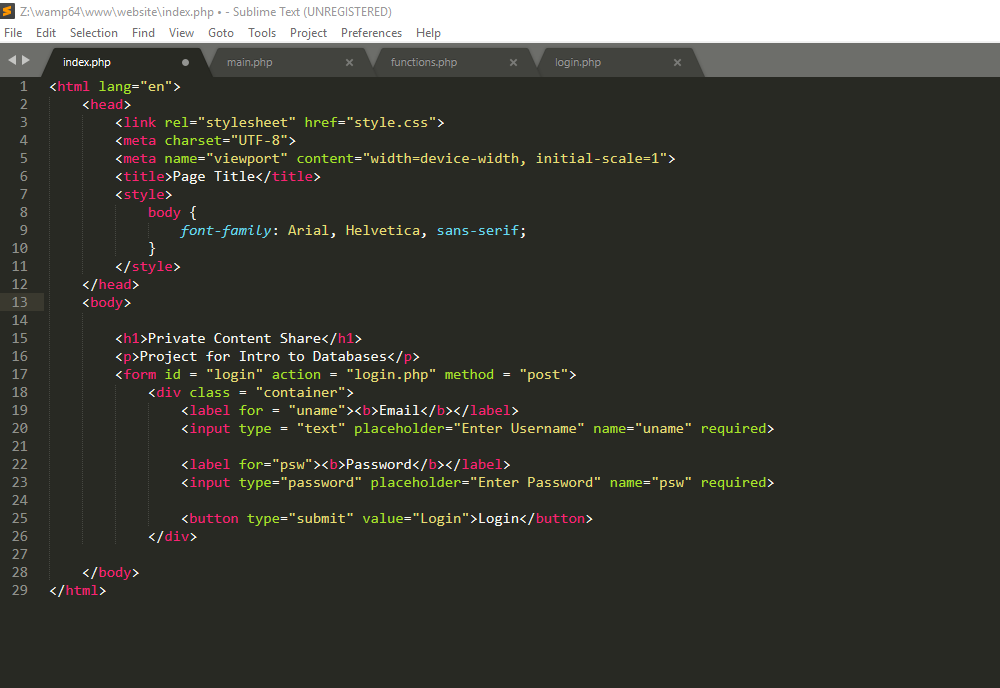 Z:\wamp64\www\website\index.php • - Sublime Text (UNREGISTERED)
File Edit Selection Find View Goto Tools Project Preferences Help
index.php main.php functions.php login.php
1 <html lang="en">
2 <head>
3 <link rel="stylesheet" href="style.css">
4 <meta charset="UTF-8">
5 <meta name="viewport" content="width=device-width, initial-scale=1">
6 <title>Page Title</title>
7 <style>
8 body {
9 font-family: Arial, Helvetica, sans-serif;
10 }
11 </style>
12 </head>
13 <body>
14
15 <h1>Private Content Share</h1>
16 <p>Project for Intro to Databases</p>
17 <form id = "login" action = "login.php" method = "post">
18 <div class = "container">
19 <label for = "uname"><b>Email</b></label>
20 <input type = "text" placeholder="Enter Username" name="uname" required>
21
22 <label for="psw"><b>Password</b></label>
23 <input type="password" placeholder="Enter Password" name="psw" required>
24
25 <button type="submit" value="Login">Login</button>
26 </div>
27
28 </body>
29 </html>